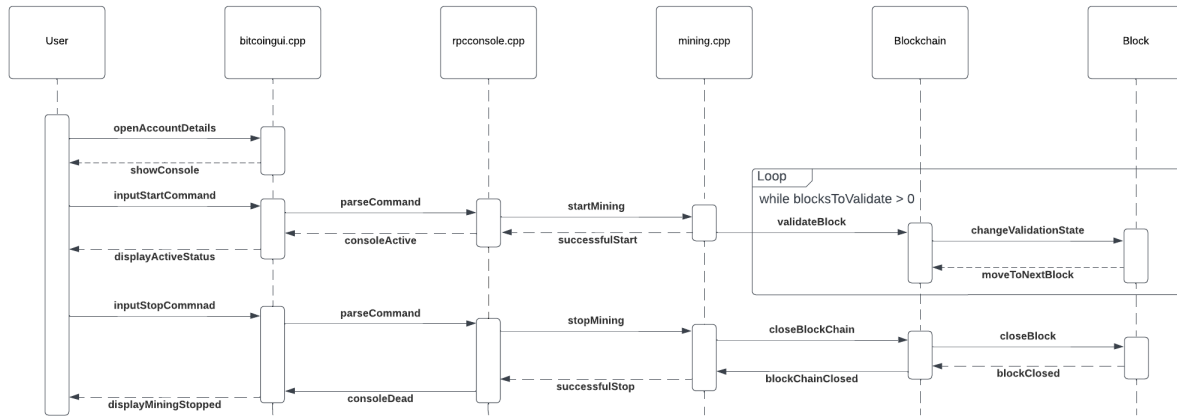 User
bitcoingui.cpp
rpcconsole.cpp
mining.cpp
Blockchain
Block
openAccountDetails
showConsole
Loop
while blocksToValidate > 0
inputStartCommand
parseCommand
startMining
validateBlock
changeValidationState
consoleActive
successfulStart
displayActiveStatus
moveToNextBlock
inputStopCommnad
parseCommand
stopMining
closeBlockChain
closeBlock
blockClosed
blockChainClosed
successfulStop
consoleDead
displayMiningStopped